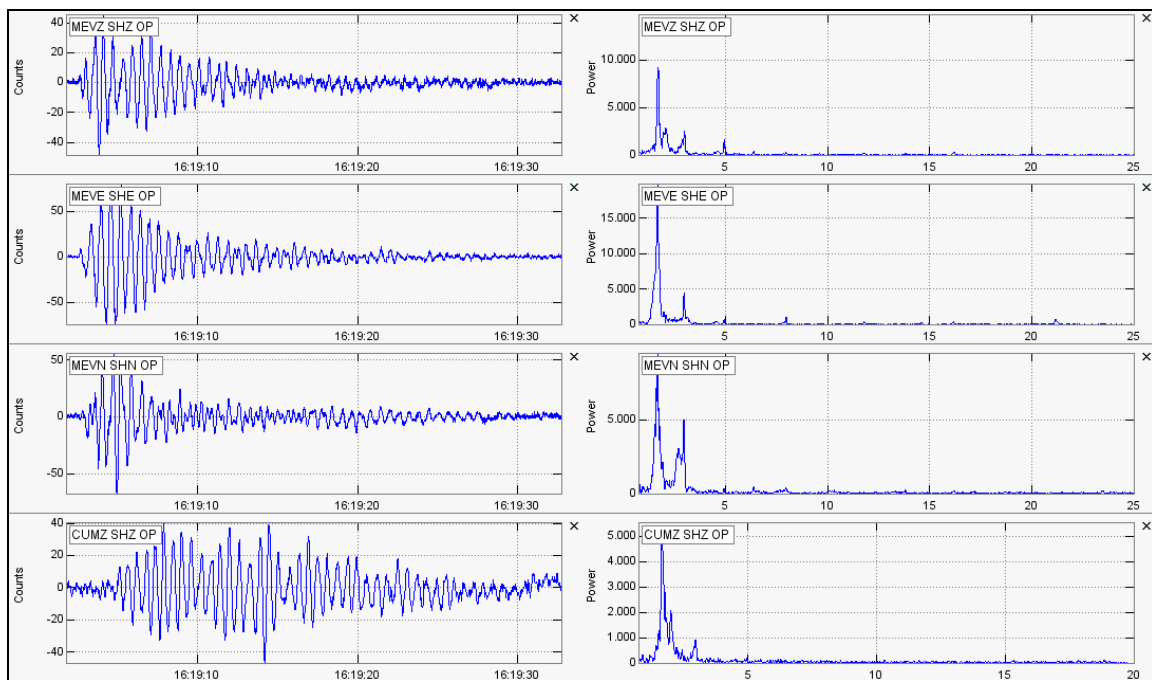 MEVZ SHZ OP
Counts
40
20
0
-20
-40
16:19:10 16:19:20 16:19:30
MEVZ SHZ OP
Power
10.000
5.000
0
5 10 15 20 25
MEVE SHE OP
Counts
50
0
-50
16:19:10 16:19:20 16:19:30
MEVE SHE OP
Power
15.000
10.000
5.000
0
5 10 15 20 25
MEVN SHN OP
Counts
50
0
-50
16:19:10 16:19:20 16:19:30
MEVN SHN OP
Power
5.000
0
5 10 15 20 25
CUMZ SHZ OP
Counts
40
20
0
-20
-40
16:19:10 16:19:20 16:19:30
CUMZ SHZ OP
Power
5.000
4.000
3.000
2.000
1.000
0
5 10 15 20